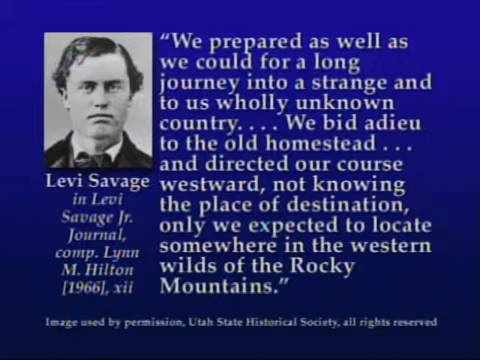 “We prepared as well as
we could for a long
journey into a strange and
to us wholly unknown
country. . . . We bid adieu
to the old homestead . . .
and directed our course
westward, not knowing
the place of destination,
only we expected to locate
somewhere in the western
wilds of the Rocky
Mountains.”
Levi Savage
in Levi
Savage Jr.
Journal,
comp. Lynn
M. Hilton
[1966], xii
Image used by permission, Utah State Historical Society, all rights reserved